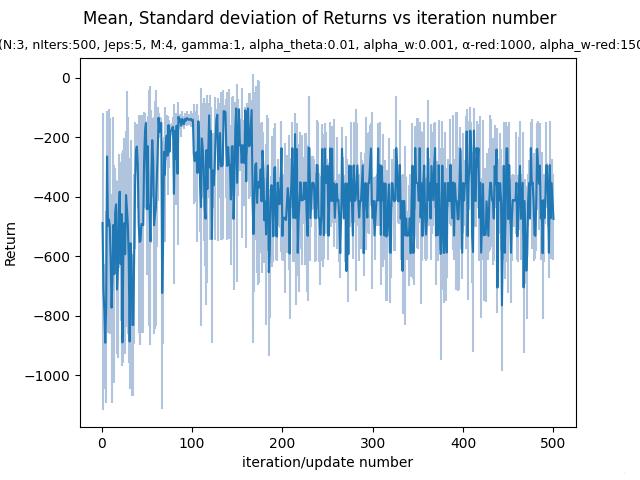 Mean, Standard deviation of Returns vs iteration number
(N:3, nIters:500, Jeps:5, M:4, gamma:1, alpha_theta:0.01, alpha_w:0.001, α-red:1000, alpha_w-red:150
0
−200
−400
−600
−800
−1000
Return
0 100 200 300 400 500
iteration/update number